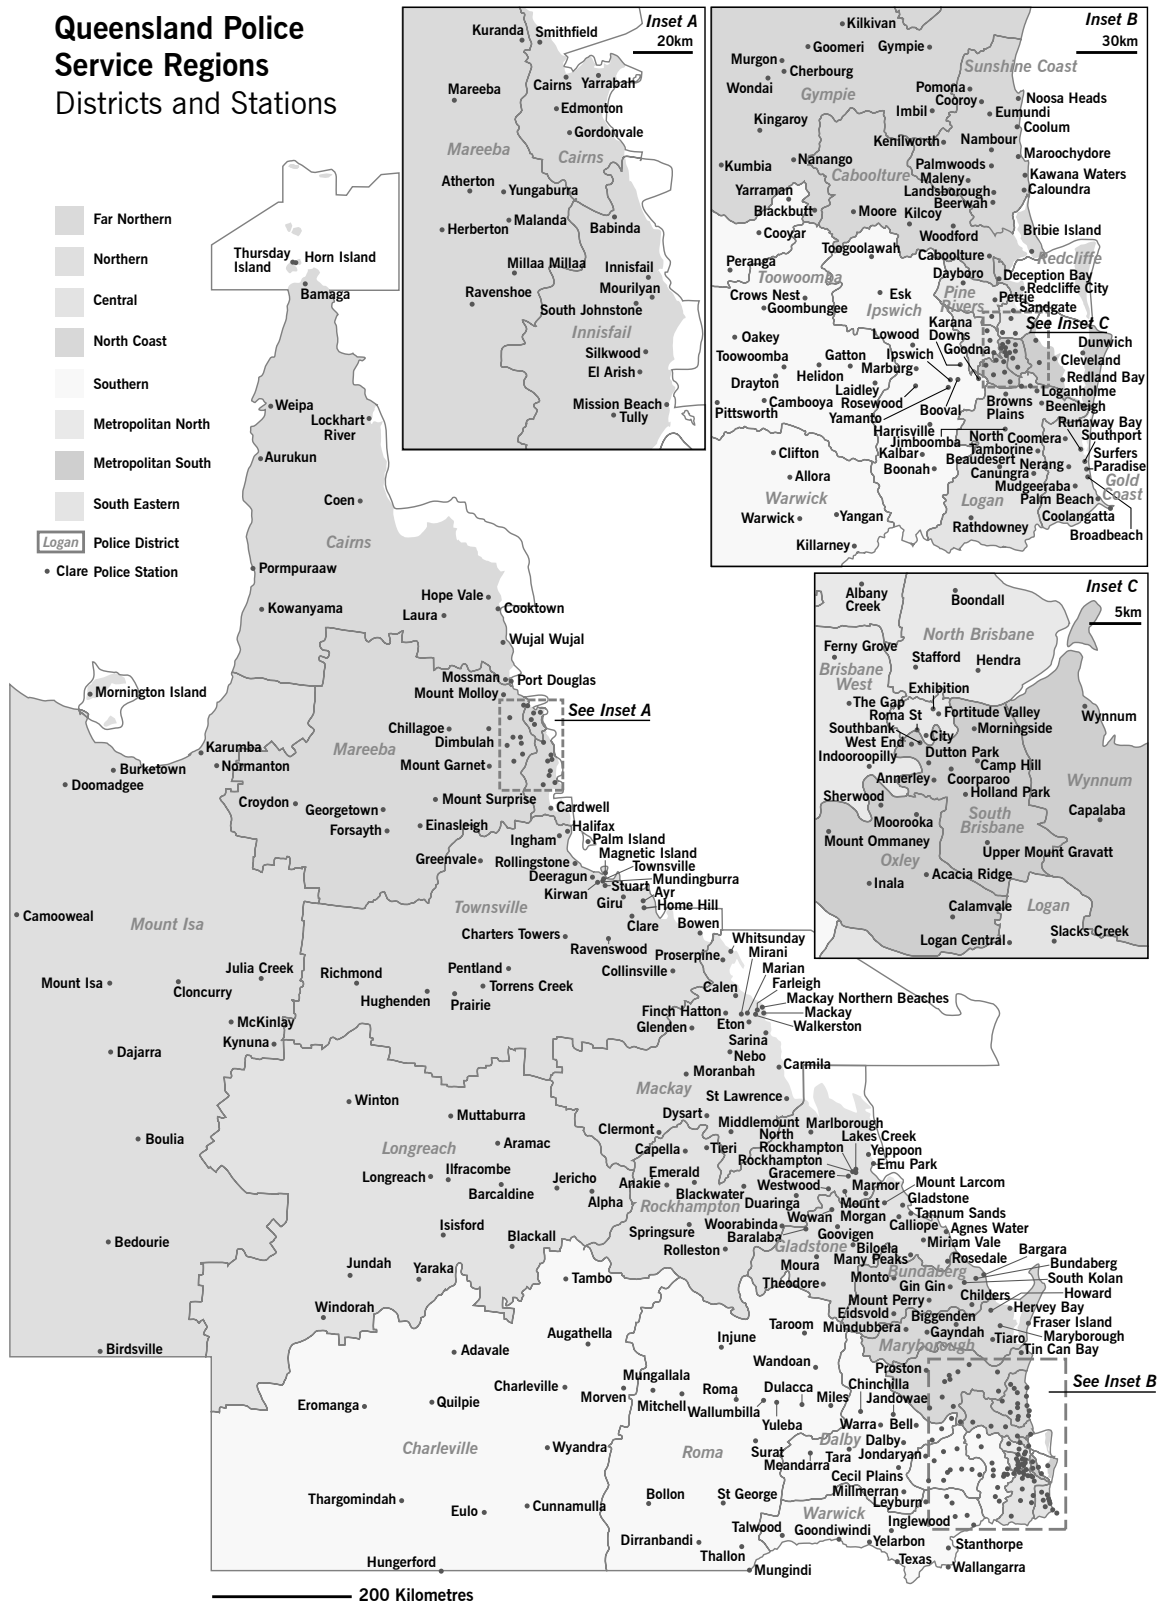 Queensland Police
Service Regions
Districts and Stations
Far Northern
Northern
Central
North Coast
Southern
Metropolitan North
Metropolitan South
South Eastern
Logan Police District
Clare Police Station
Inset A
20km
Kuranda
Smithfield
Mareeba
Cairns
Yarrabah
Edmonton
Gordonvale
Mareeba
Cairns
Atherton
Yungaburra
Malanda
Herberton
Babinda
Millaa Millaa
Innisfail
Ravenshoe
Mourilyan
South Johnstone
Innisfail
Silkwood
El Arish
Mission Beach
Tully
Inset B
30km
Kilkivan
Goomeri
Gympie
Murgon
Cherbourg
Sunshine Coast
Wondai
Gympie
Pomona
Cooroy
Noosa Heads
Imbil
Eumundi
Kingaroy
Coolum
Kenilworth
Nambour
Kumbia
Nanango
Maroochydore
Caboolture
Palmwoods
Maleny
Kawana Waters
Yarraman
Landsborough
Caloundra
Beerwah
Blackbutt
Moore
Kilcoy
Cooyar
Woodford
Bribie Island
Toogoolawah
Caboolture
Redcliffe
Peranga
Dayboro
Deception Bay
Toowoomba
Redcliffe City
Crows Nest
Esk
Pine
Rivers
Petrie
Goombungee
Ipswich
Sandgate
Karana
Downs
See Inset C
Oakey
Lowood
Goodna
Dunwich
Toowoomba
Gatton
Ipswich
Cleveland
Marburg
Drayton
Helidon
Laidley
Redland Bay
Loganholme
Cambooya
Rosewood
Browns
Plains
Beenleigh
Pittsworth
Yamanto
Booval
Runaway Bay
Harrisville
North
Tamborine
Coomera
Southport
Jimboomba
Clifton
Kalbar
Beaudesert
Surfers
Paradise
Nerang
Boonah
Canungra
Allora
Mudgeeraba
Gold
Coast
Warwick
Logan
Palm Beach
Warwick
Yangan
Coolangatta
Rathdowney
Broadbeach
Killarney
Inset C
5km
Albany
Creek
Boondall
North Brisbane
Ferny Grove
Stafford
Hendra
Brisbane
West
Exhibition
The Gap
Roma St
Fortitude Valley
Wynnum
Southbank
Morningside
West End
City
Indooroopilly
Dutton Park
Camp Hill
Annerley
Coorparoo
Wynnum
Sherwood
Holland Park
Moorooka
South
Brisbane
Capalaba
Mount Ommaney
Upper Mount Gravatt
Oxley
Inala
Acacia Ridge
Calamvale
Logan
Logan Central
Slacks Creek
Thursday
Island
Horn Island
Bamaga
Weipa
Lockhart
River
Aurukun
Coen
Cairns
Pormpuraaw
Kowanyama
Hope Vale
Laura
Cooktown
Wujal Wujal
Mossman
Port Douglas
Mornington Island
Mount Molloy
See Inset A
Chillagoe
Dimbulah
Mareeba
Karumba
Normanton
Mount Garnet
Burketown
Doomadgee
Croydon
Georgetown
Mount Surprise
Cardwell
Forsayth
Einasleigh
Halifax
Ingham
Palm Island
Greenvale
Rollingstone
Magnetic Island
Townsville
Deeragun
Mundingburra
Kirwan
Stuart
Ayr
Giru
Home Hill
Camooweal
Mount Isa
Townsville
Clare
Bowen
Charters Towers
Ravenswood
Whitsunday
Proserpine
Mirani
Julia Creek
Richmond
Pentland
Collinsville
Marian
Mount Isa
Cloncurry
Hughenden
Torrens Creek
Farleigh
Prairie
Calen
Mackay Northern Beaches
McKinlay
Finch Hatton
Mackay
Glenden
Eton
Walkerston
Kynuna
Sarina
Dajarra
Nebo
Carmila
Moranbah
Mackay
Winton
St Lawrence
Muttaburra
Dysart
Middlemount
Marlborough
Boulia
Clermont
North
Rockhampton
Lakes Creek
Longreach
Aramac
Capella
Tieri
Yeppoon
Rockhampton
Emu Park
Gracemere
Longreach
Ilfracombe
Jericho
Emerald
Anakie
Westwood
Marmor
Mount Larcom
Barcaldine
Blackwater
Alpha
Rockhampton
Duaringa
Mount
Morgan
Gladstone
Isisford
Wowan
Tannum Sands
Springsure
Woorabinda
Calliope
Agnes Water
Bedourie
Blackall
Baralaba
Goovigen
Miriam Vale
Rolleston
Gladstone
Biloela
Many Peaks
Rosedale
Bargara
Jundah
Yaraka
Tambo
Moura
Bundaberg
Bundaberg
Theodore
Monto
Gin Gin
South Kolan
Windorah
Mount Perry
Childers
Howard
Eidsvold
Hervey Bay
Taroom
Mundubbera
Biggenden
Fraser Island
Augathella
Injune
Gayndah
Tiaro
Maryborough
Birdsville
Adavale
Maryborough
Tin Can Bay
Wandoan
Proston
Mungallala
Chinchilla
See Inset B
Charleville
Roma
Dulacca
Miles
Jandowae
Eromanga
Quilpie
Morven
Mitchell
Wallumbilla
Yuleba
Warra
Bell
Charleville
Wyandra
Roma
Surat
Dalby
Dalby
Meandarra
Tara
Jondaryan
Cecil Plains
Thargomindah
Bollon
St George
Millmerran
Eulo
Cunnamulla
Leyburn
Warwick
Inglewood
Talwood
Goondiwindi
Dirranbandi
Yelarbon
Stanthorpe
Thallon
Texas
Hungerford
Mungindi
Wallangarra
200 Kilometres